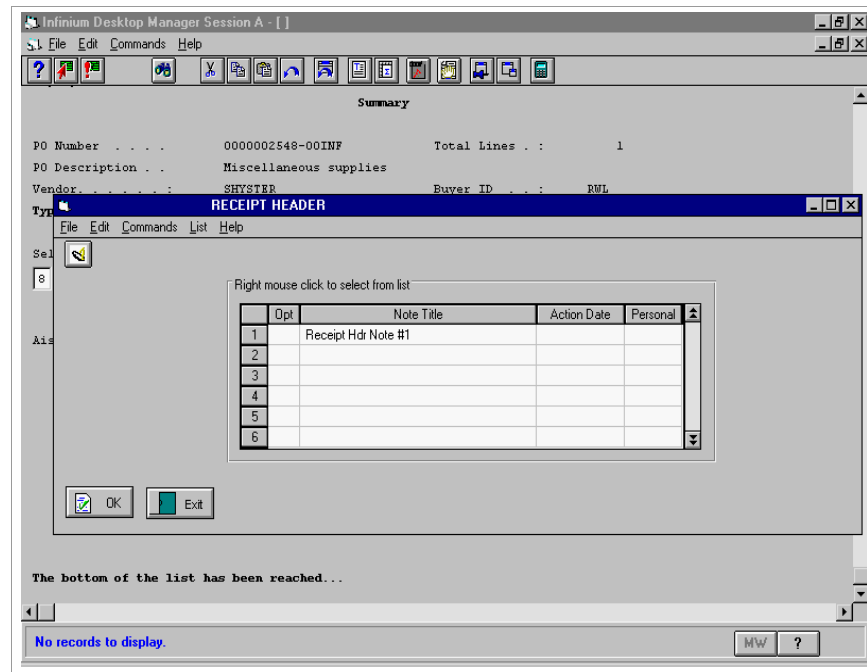 Infinium Desktop Manager Session A - [ ]
File Edit Commands Help
Summary
PO Number . . . . 0000002548-00INF Total Lines . : 1
PO Description . . Miscellaneous supplies
Vendor. . . . . . : SHYSTER Buyer ID . . : RWL
Typ
RECEIPT HEADER
File Edit Commands List Help
Sel
8
Right mouse click to select from list
Opt Note Title Action Date Personal
1 Receipt Hdr Note #1
2
Ais
3
4
5
6
OK Exit
The bottom of the list has been reached...
No records to display. MW ?